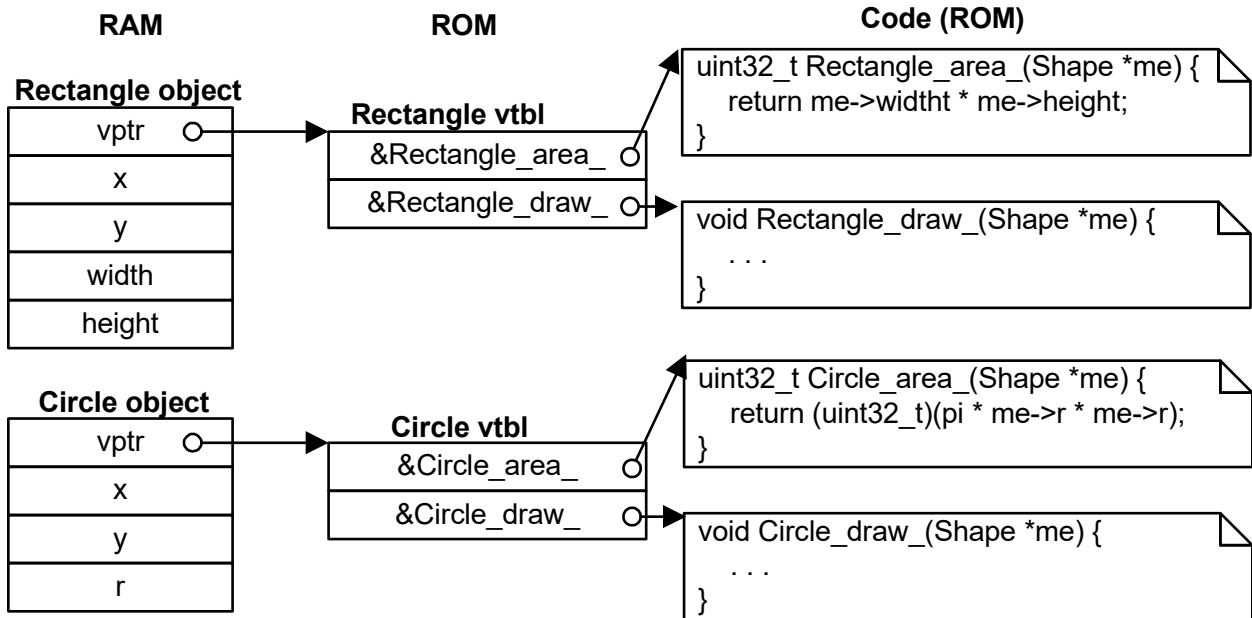 RAM
ROM
Code (ROM)
Rectangle object
vptr
x
y
width
height
Rectangle vtbl
&Rectangle_area_
&Rectangle_draw_
uint32_t Rectangle_area_(Shape *me) {
return me->widtht * me->height;
}
void Rectangle_draw_(Shape *me) {
. . .
}
Circle object
vptr
x
y
r
Circle vtbl
&Circle_area_
&Circle_draw_
uint32_t Circle_area_(Shape *me) {
return (uint32_t)(pi * me->r * me->r);
}
void Circle_draw_(Shape *me) {
. . .
}